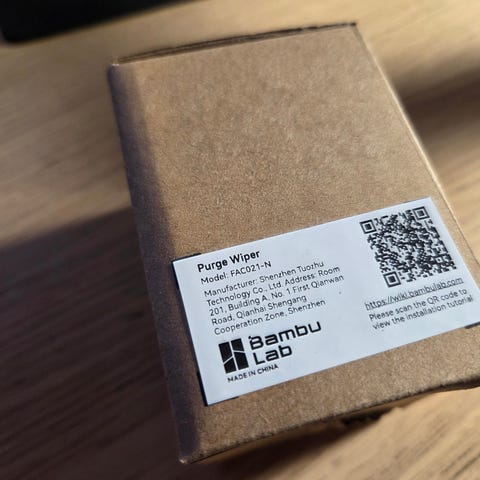 Purge Wiper
Model: FAC021-N
Manufacturer: Shenzhen Tuozhu
Technology Co., Ltd. Address: Room
201, Building A, No. 1 First Qianwan
Road, Qianhai Shengang
Cooperation Zone, Shenzhen
Bambu
Lab
MADE IN CHINA
https://wiki.bambulab.com
Please scan the QR code to
view the installation tutorial